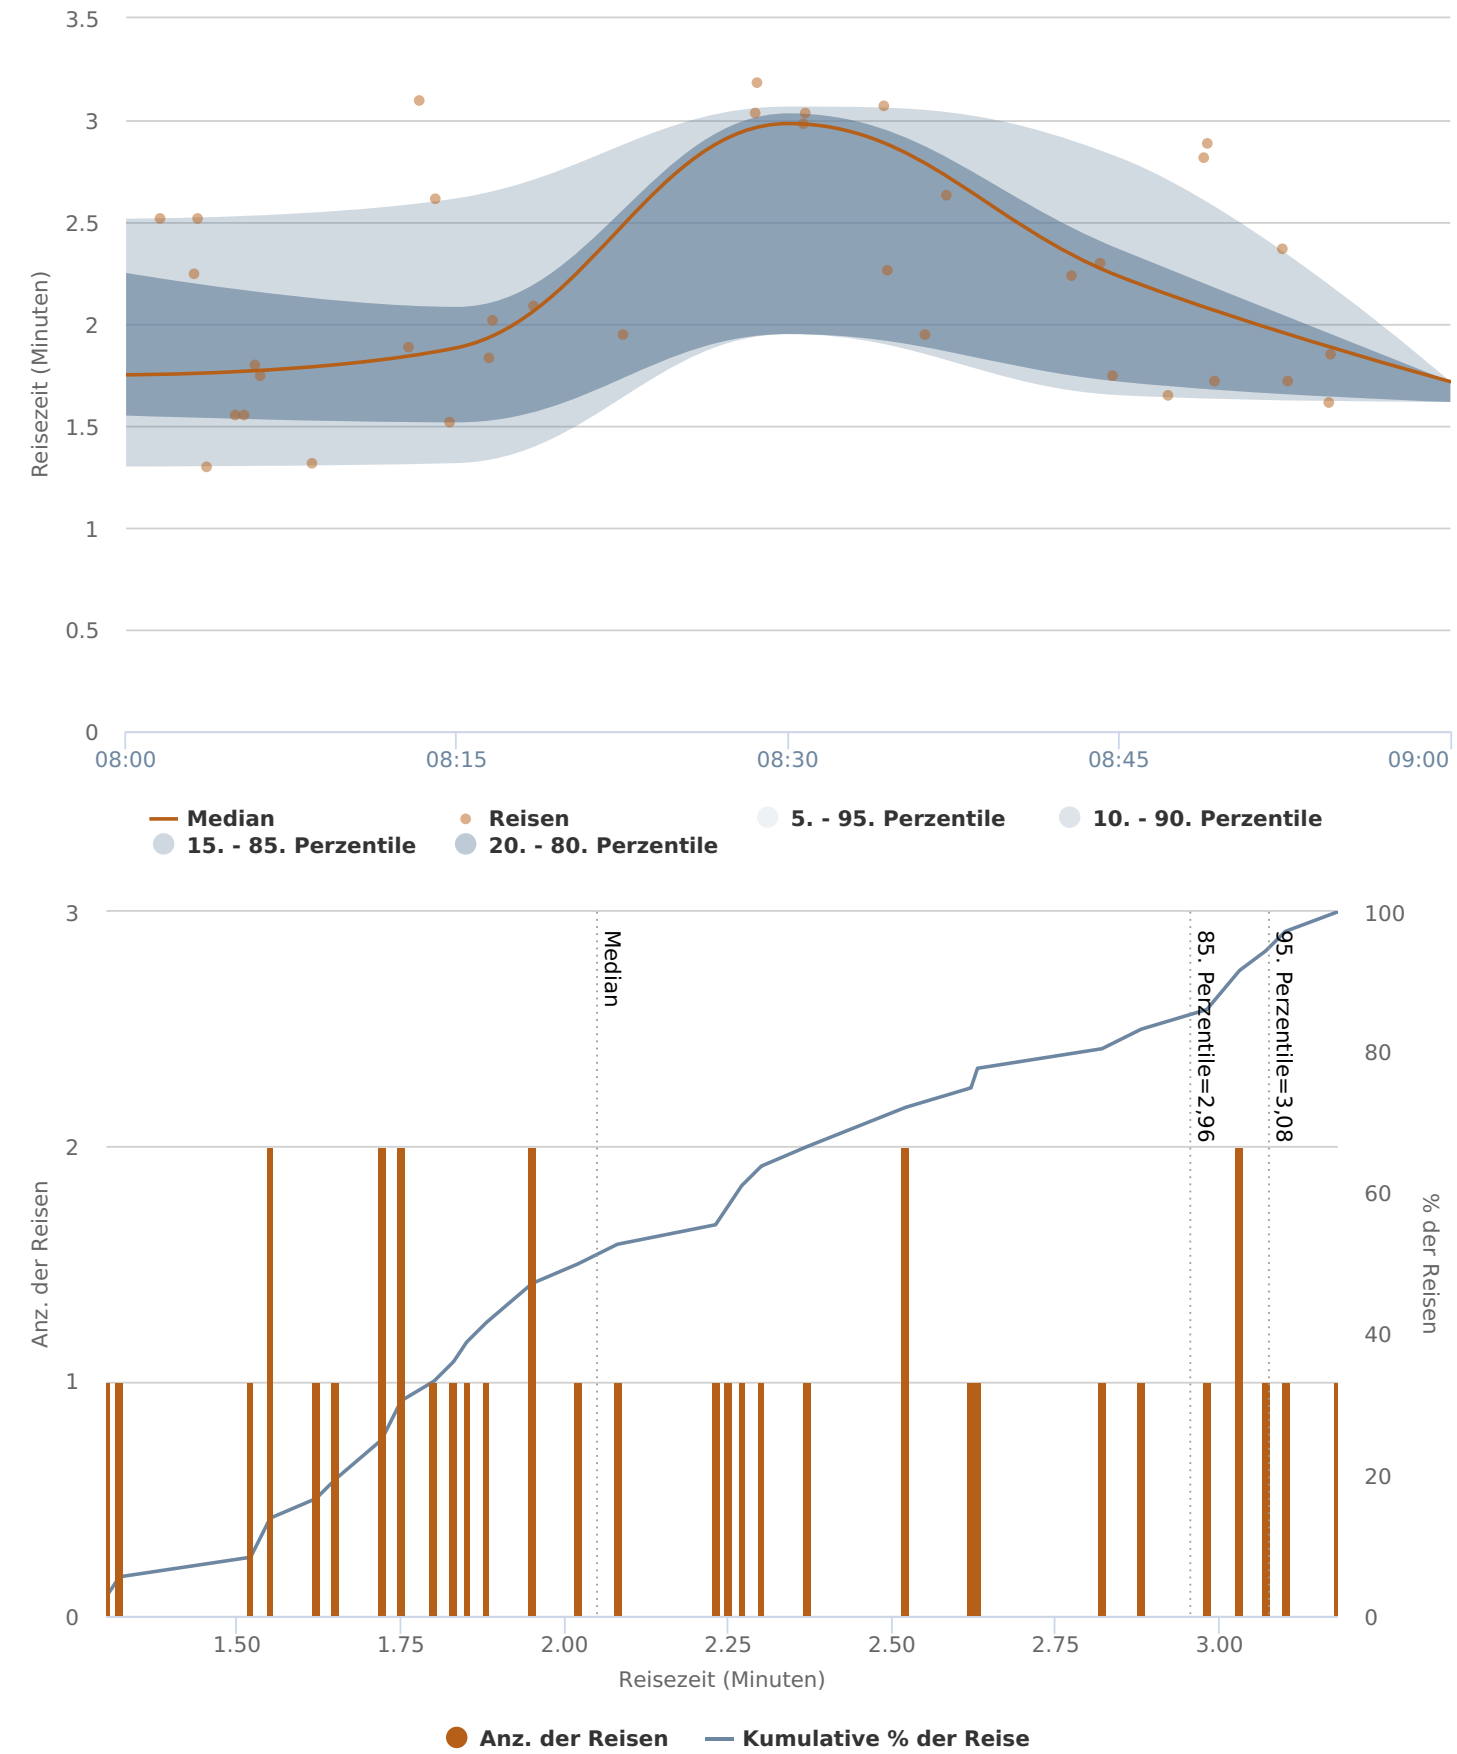 3.5
3
2.5
2
1.5
1
0.5
0
Reisezeit (Minuten)
08:00 08:15 08:30 08:45 09:00
Median Reisen 5. - 95. Perzentile 10. - 90. Perzentile
15. - 85. Perzentile 20. - 80. Perzentile
3
2
1
0
Anz. der Reisen
Median
85. Perzentile=2,96
95. Perzentile=3,08
100
80
60
40
20
0
% der Reisen
1.50 1.75 2.00 2.25 2.50 2.75 3.00
Reisezeit (Minuten)
Anz. der Reisen Kumulative % der Reise